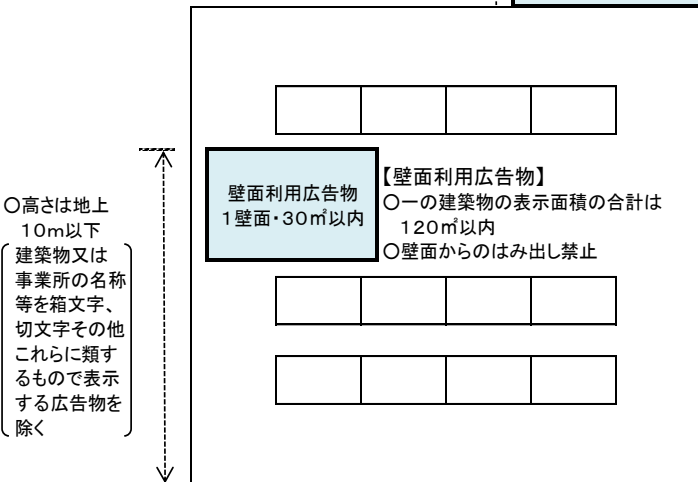 壁面利用広告物
1壁面・30㎡以内
【壁面利用広告物】
○一の建築物の表示面積の合計は
120㎡以内
○壁面からのはみ出し禁止
○高さは地上
10m以下
建築物又は
事業所の名称
等を箱文字、
切文字その他
これらに類す
るもので表示
する広告物を
除く